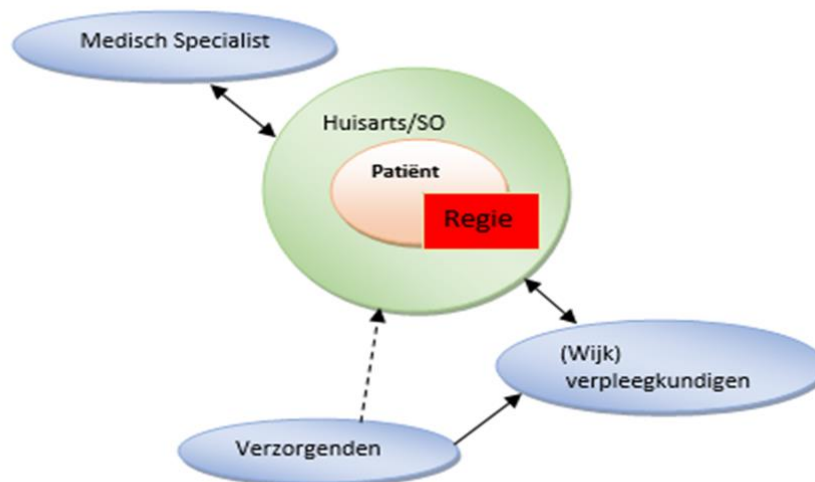 Medisch Specialist
Huisarts/SO
Patiënt
Regie
(Wijk)
verpleegkundigen
Verzorgenden